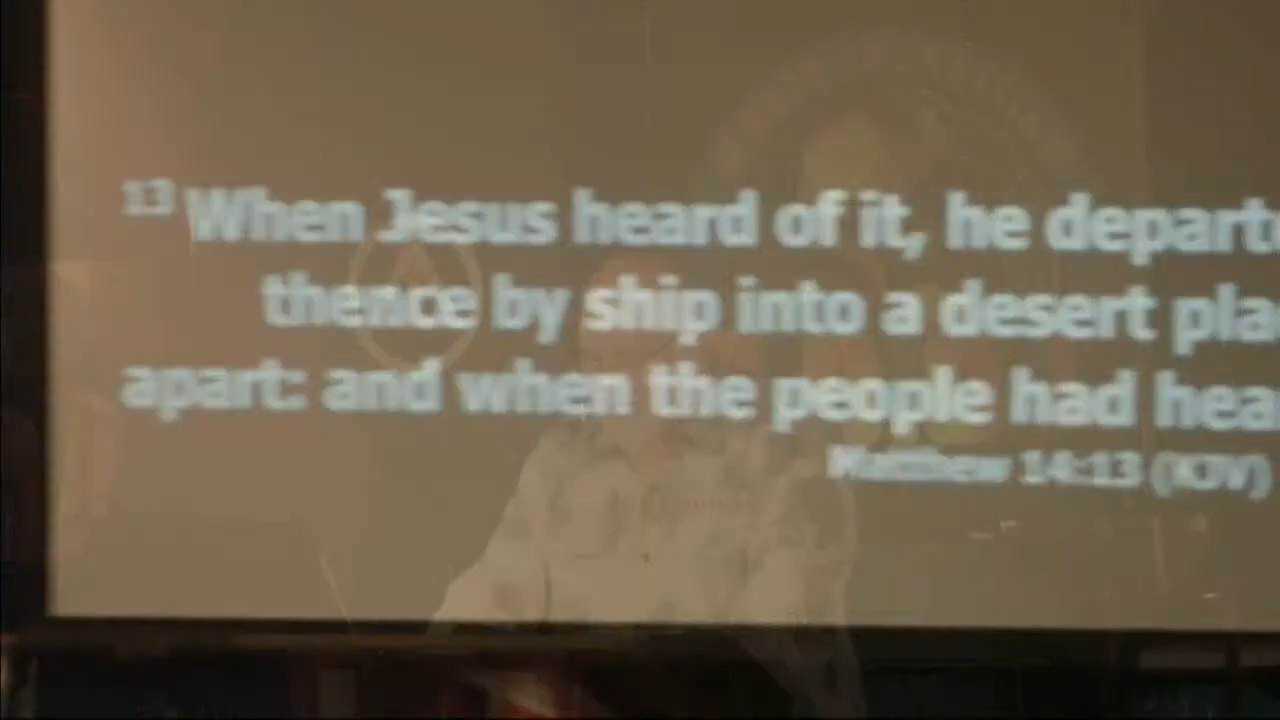 13 When Jesus heard of it, he departe
thence by ship into a desert pla
apart: and when the people had hea
Matthew 14:13 (KJV)